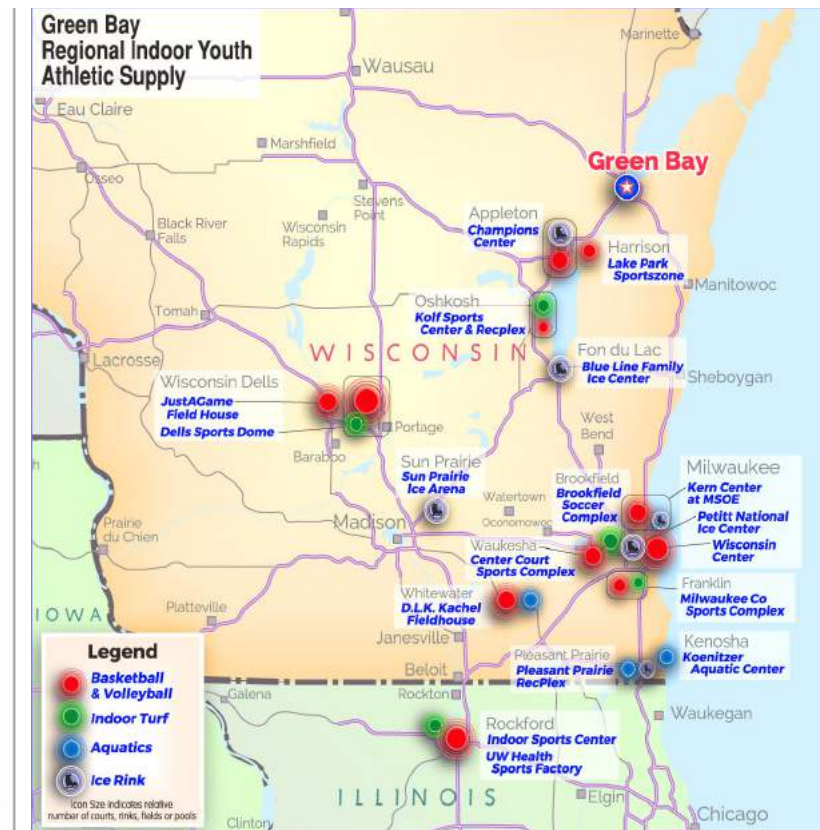 Green Bay
Regional Indoor Youth
Athletic Supply
Marinette
Wausau
Eau Claire
Marshfield
Green Bay
Osseo
Stevens
Point
Appleton
Champions
Center
Black River
Falls
Wisconsin
Rapids
Harrison
Lake Park
Sportszone
Manitowoc
Tomah
Oshkosh
Kolf Sports
Center & Recplex
WISCONSIN
Lacrosse
Fon du Lac
Blue Line Family
Ice Center
Sheboygan
Wisconsin Dells
JustAGame
Field House
Dells Sports Dome
Portage
Baraboo
West
Bend
Sun Prairie
Sun Prairie
Ice Arena
Brookfield
Brookfield
Soccer
Complex
Milwaukee
Kern Center
at MSOE
Petitt National
Ice Center
Wisconsin
Center
Watertown
Oconomowoc
Prairie
du Chien
Madison
Waukesha
Center Court
Sports Complex
Franklin
Milwaukee Co
Sports Complex
Whitewater
D.L.K. Kachel
Fieldhouse
IOWA
Platteville
Janesville
Kenosha
Koenitzer
Aquatic Center
Pleasant Prairie
Pleasant Prairie
RecPlex
Beloit
Rockton
Galena
Waukegan
Rockford
Indoor Sports Center
UW Health
Sports Factory
ILLINOIS
Elgin
Chicago
Clinton
Legend
Basketball
& Volleyball
Indoor Turf
Aquatics
Ice Rink
Icon Size indicates relative
number of courts, rinks, fields or pools